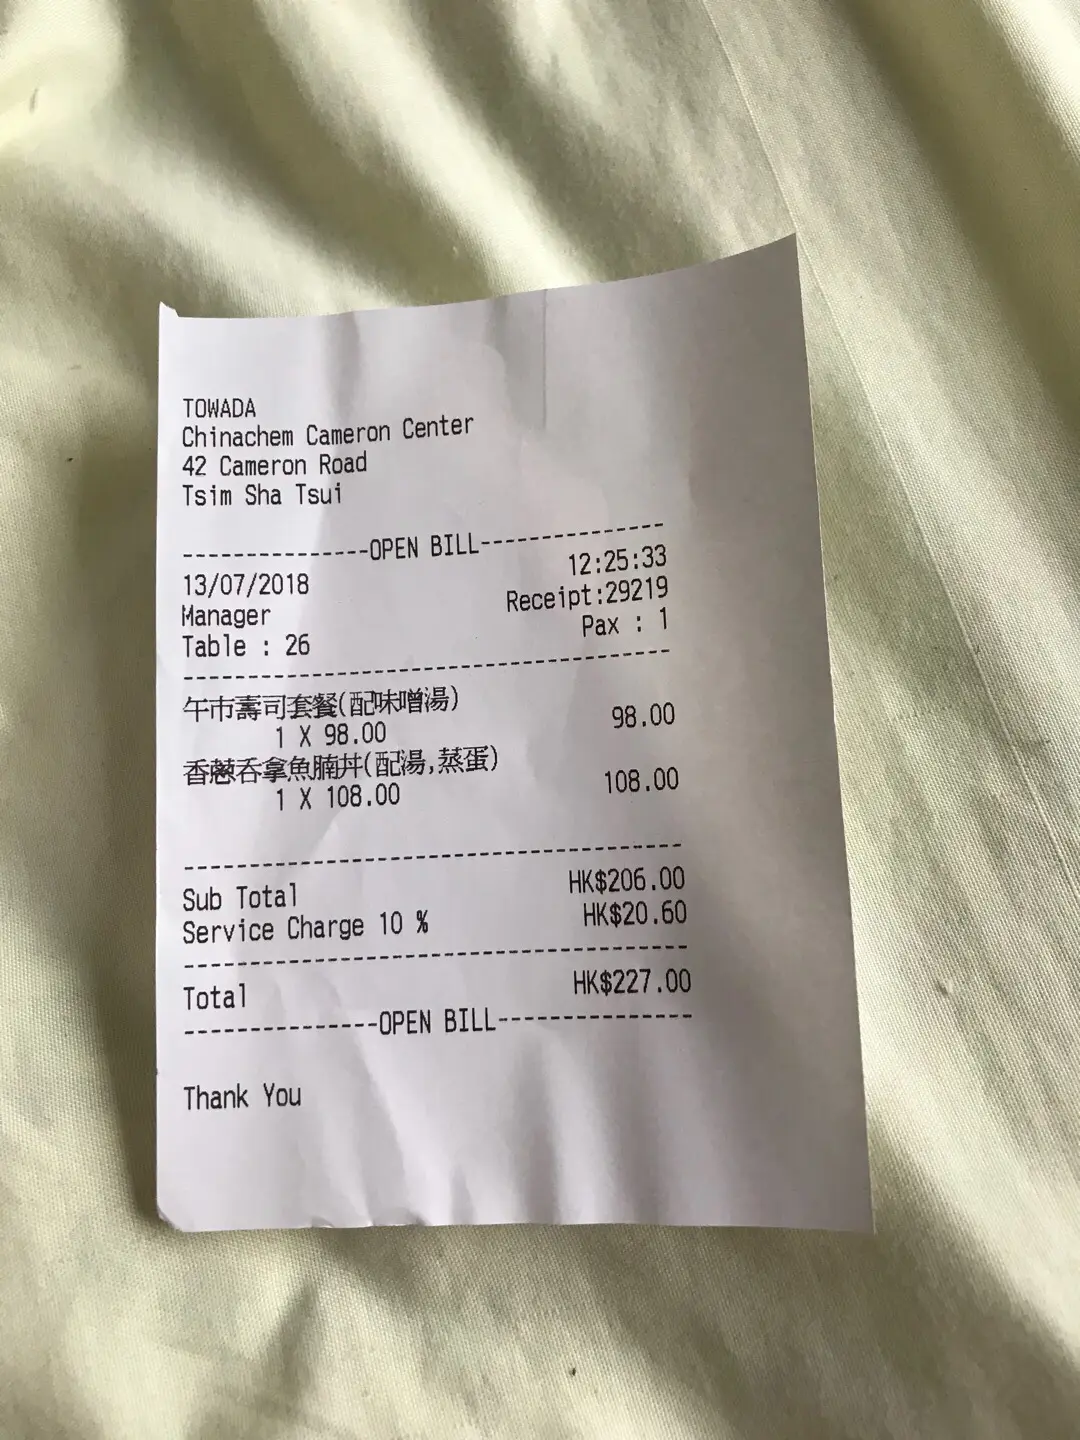 TOWADA
Chinachem Cameron Center
42 Cameron Road
Tsim Sha Tsui
---------------OPEN BILL---------------
13/07/2018 12:25:33
Manager Receipt:29219
Table : 26 Pax : 1
---------------------------------------
午市壽司套餐(配味噌湯)
1 X 98.00 98.00
香蔥吞拿魚腩丼(配湯,蒸蛋)
1 X 108.00 108.00
---------------------------------------
Sub Total HK$206.00
Service Charge 10 % HK$20.60
---------------------------------------
Total HK$227.00
---------------OPEN BILL---------------
Thank You